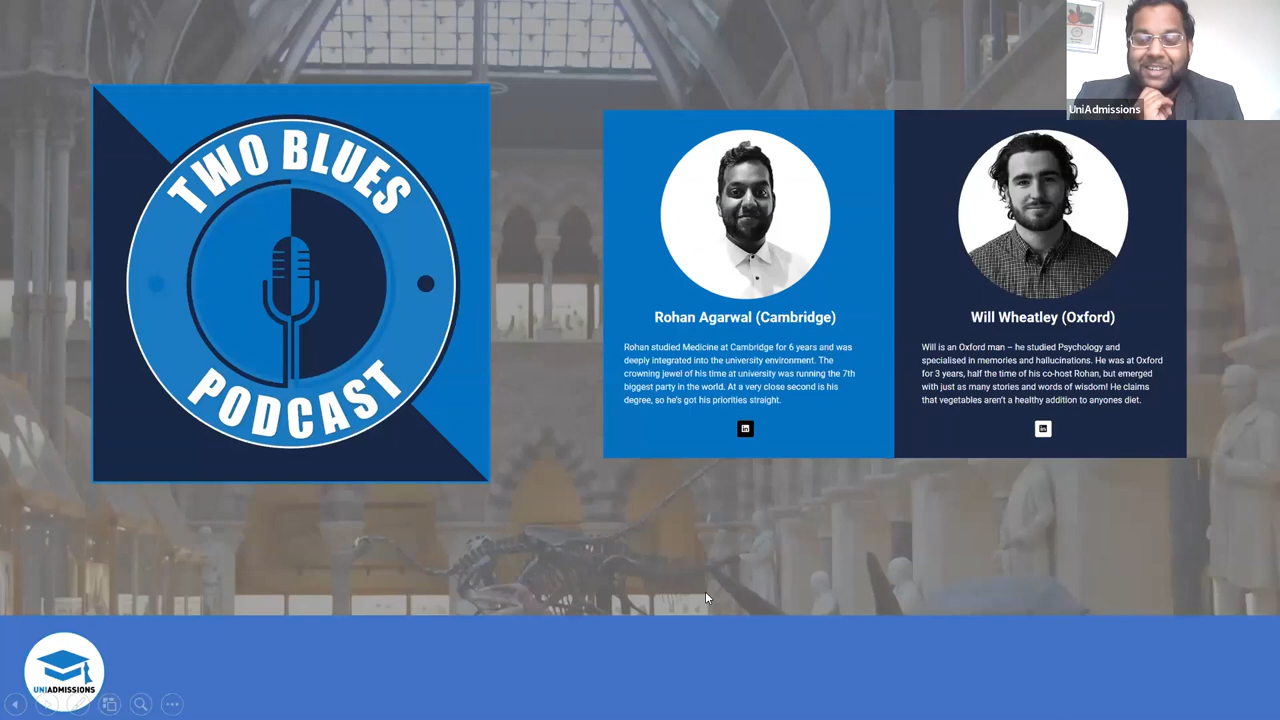 TWO BLUES
PODCAST
UniAdmissions
Rohan Agarwal (Cambridge)
Rohan studied Medicine at Cambridge for 6 years and was
deeply integrated into the university environment. The
crowning jewel of his time at university was running the 7th
biggest party in the world. At a very close second is his
degree, so he's got his priorities straight.
in
Will Wheatley (Oxford)
Will is an Oxford man – he studied Psychology and
specialised in memories and hallucinations. He was at Oxford
for 3 years, half the time of his co-host Rohan, but emerged
with just as many stories and words of wisdom! He claims
that vegetables aren't a healthy addition to anyones diet.
in
UNIADMISSIONS